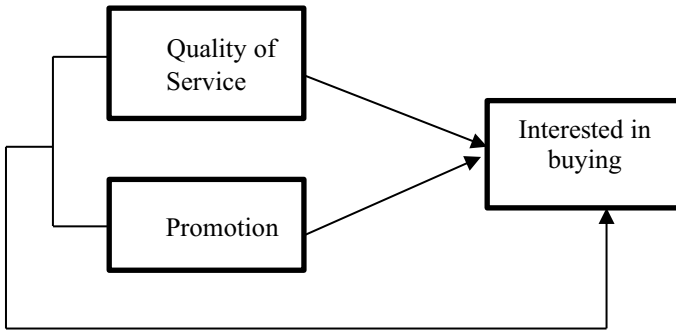 Quality of
Service
Interested in
buying
Promotion